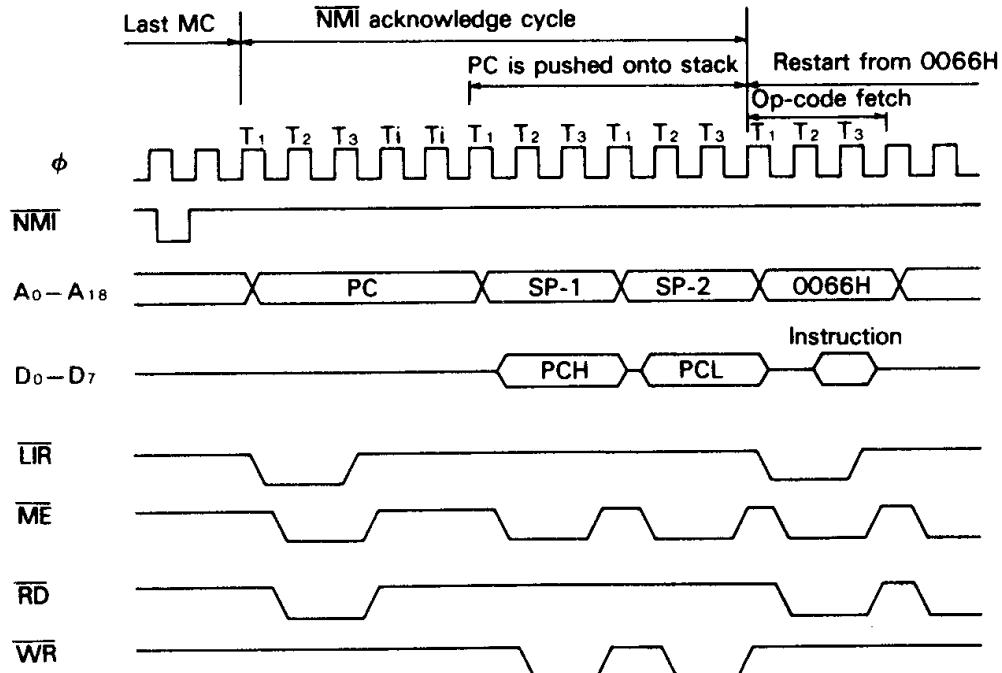 Last MC
NMI acknowledge cycle
PC is pushed onto stack
Restart from 0066H
Op-code fetch
T1 T2 T3 Ti Ti T1 T2 T3 T1 T2 T3 T1 T2 T3
ϕ
NMI
A0–A18 PC SP-1 SP-2 0066H
Instruction
D0–D7 PCH PCL
LIR
ME
RD
WR